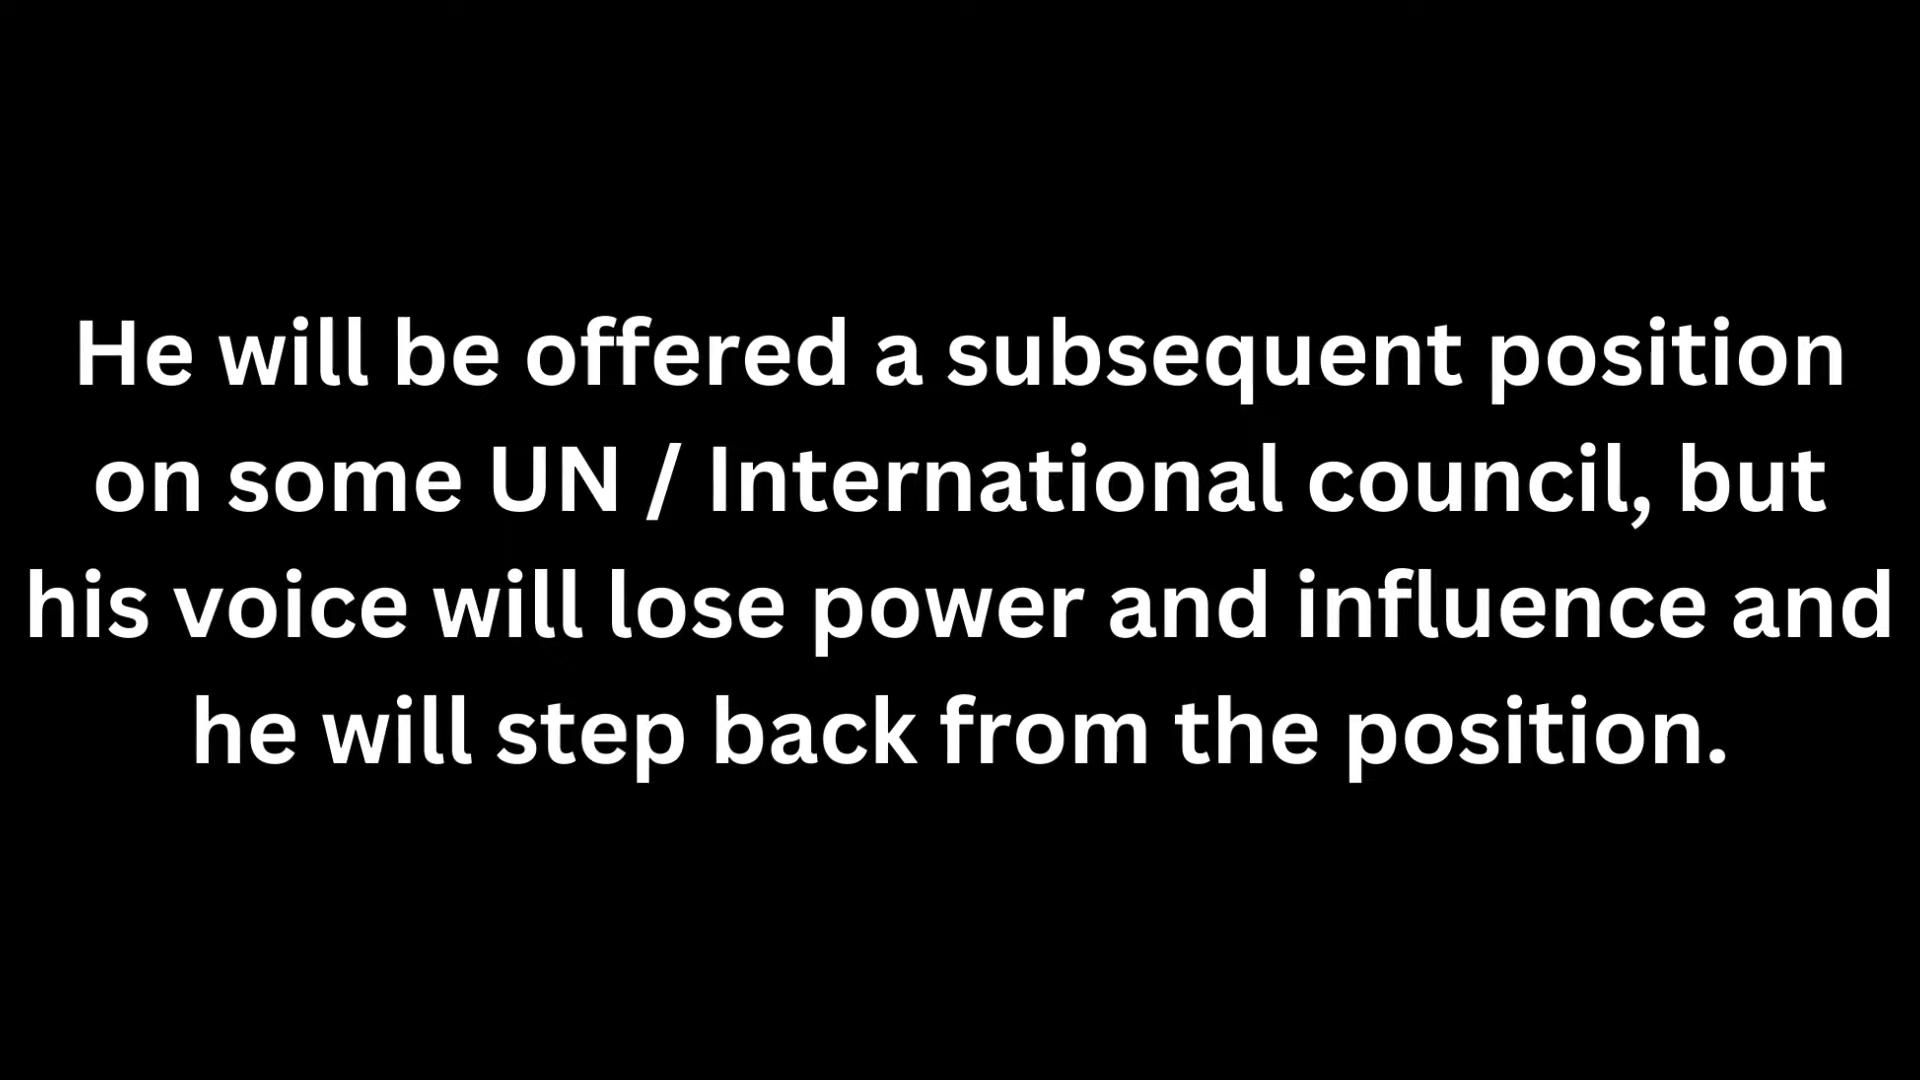 He will be offered a subsequent position
on some UN / International council, but
his voice will lose power and influence and
he will step back from the position.